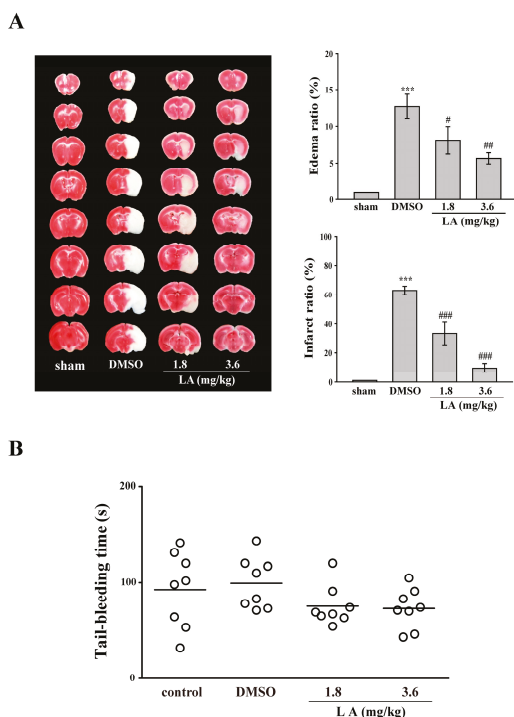 A
sham
DMSO
1.8
3.6
LA (mg/kg)
Edema ratio (%)
20
15
10
5
0
***
#
##
sham
DMSO
1.8
3.6
LA (mg/kg)
Infarct ratio (%)
100
80
60
40
20
0
***
###
###
sham
DMSO
1.8
3.6
LA (mg/kg)
B
Tail-bleeding time (s)
200
100
0
control
DMSO
1.8
3.6
L A (mg/kg)